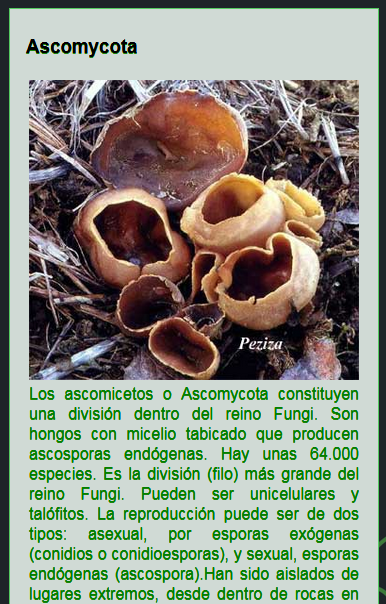 Ascomycota
Peziza
Los ascomicetos o Ascomycota constituyen
una división dentro del reino Fungi. Son
hongos con micelio tabicado que producen
ascosporas endógenas. Hay unas 64.000
especies. Es la división (filo) más grande del
reino Fungi. Pueden ser unicelulares y
talófitos. La reproducción puede ser de dos
tipos: asexual, por esporas exógenas
(conidios o conidioesporas), y sexual, esporas
endógenas (ascospora).Han sido aislados de
lugares extremos, desde dentro de rocas en